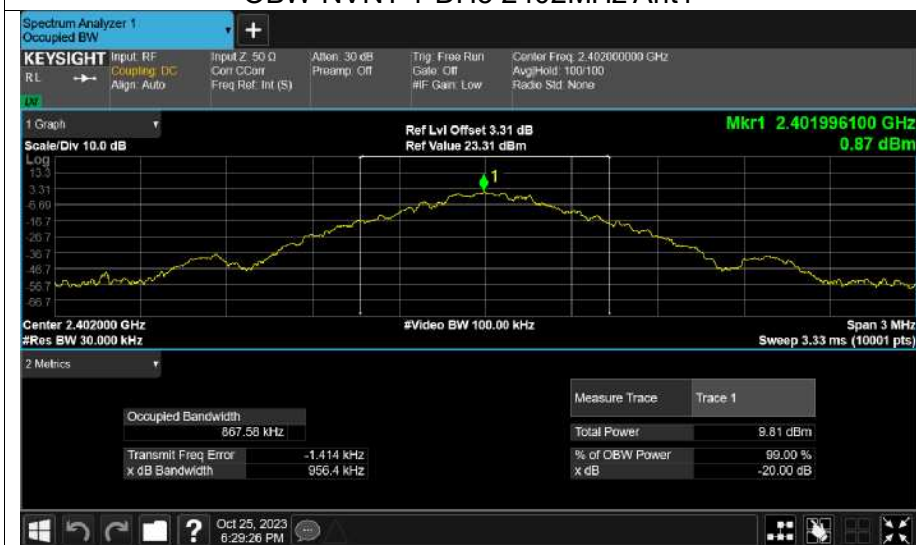 OBW NVNT 1-DH5 2402MHz Ant1
Spectrum Analyzer 1
Occupied BW
+
KEYSIGHT
RL
Input: RF
Coupling: DC
Align: Auto
Input Z: 50 Ω
Corr CCorr
Freq Ref: Int (S)
Atten: 30 dB
Preamp: Off
Trig: Free Run
Gate: Off
#IF Gain: Low
Center Freq: 2.402000000 GHz
Avg|Hold: 100/100
Radio Std: None
1 Graph
Scale/Div 10.0 dB
Ref Lvl Offset 3.31 dB
Ref Value 23.31 dBm
Mkr1 2.401996100 GHz
0.87 dBm
Log
13.3
3.31
-6.69
-16.7
-26.7
-36.7
-46.7
-56.7
-66.7
1
Center 2.402000 GHz
#Res BW 30.000 kHz
#Video BW 100.00 kHz
Span 3 MHz
Sweep 3.33 ms (10001 pts)
2 Metrics
Measure Trace Trace 1
Occupied Bandwidth
867.58 kHz
Total Power 9.81 dBm
Transmit Freq Error -1.414 kHz
% of OBW Power 99.00 %
x dB Bandwidth 956.4 kHz
x dB -20.00 dB
?
Oct 25, 2023
6:29:26 PM